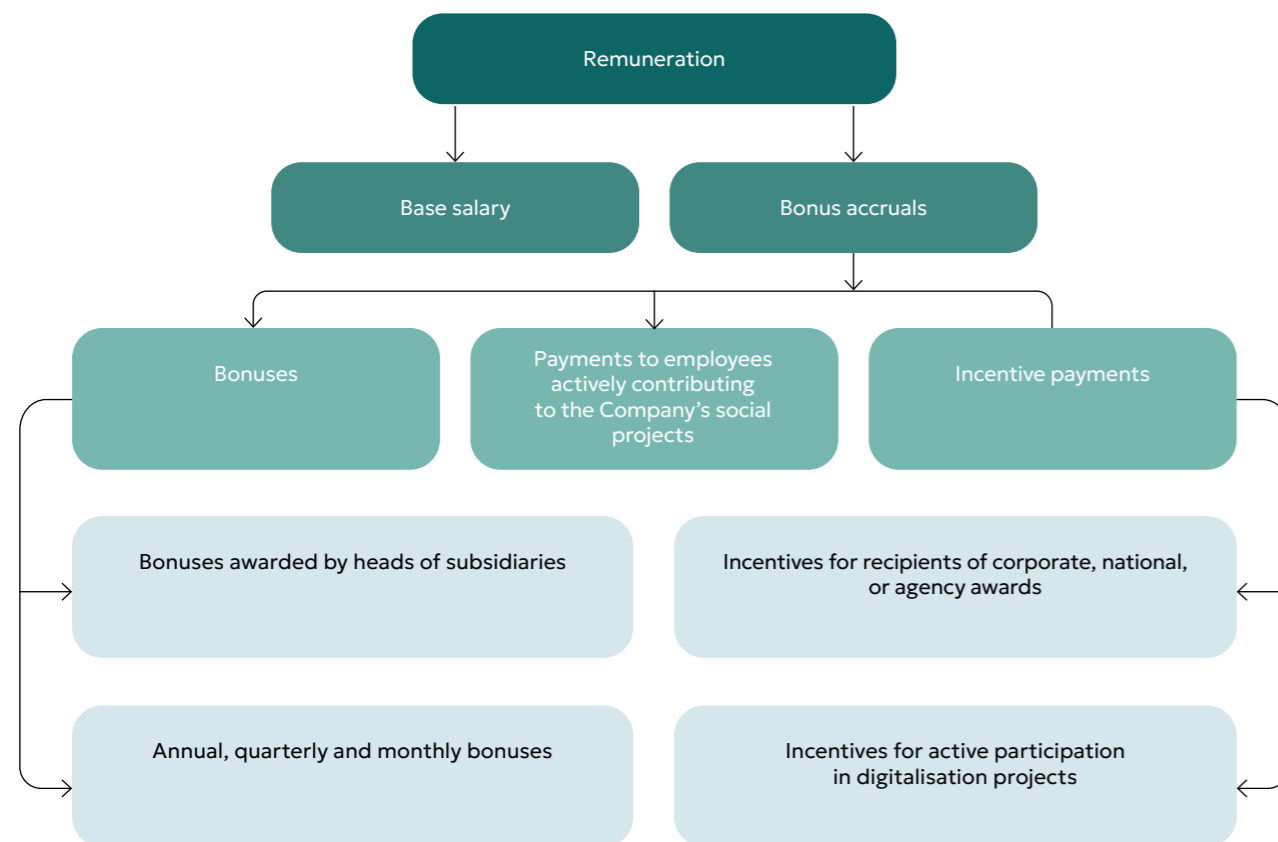 Remuneration
Base salary
Bonus accruals
Bonuses
Payments to employees
actively contributing
to the Company’s social
projects
Incentive payments
Bonuses awarded by heads of subsidiaries
Incentives for recipients of corporate, national,
or agency awards
Annual, quarterly and monthly bonuses
Incentives for active participation
in digitalisation projects